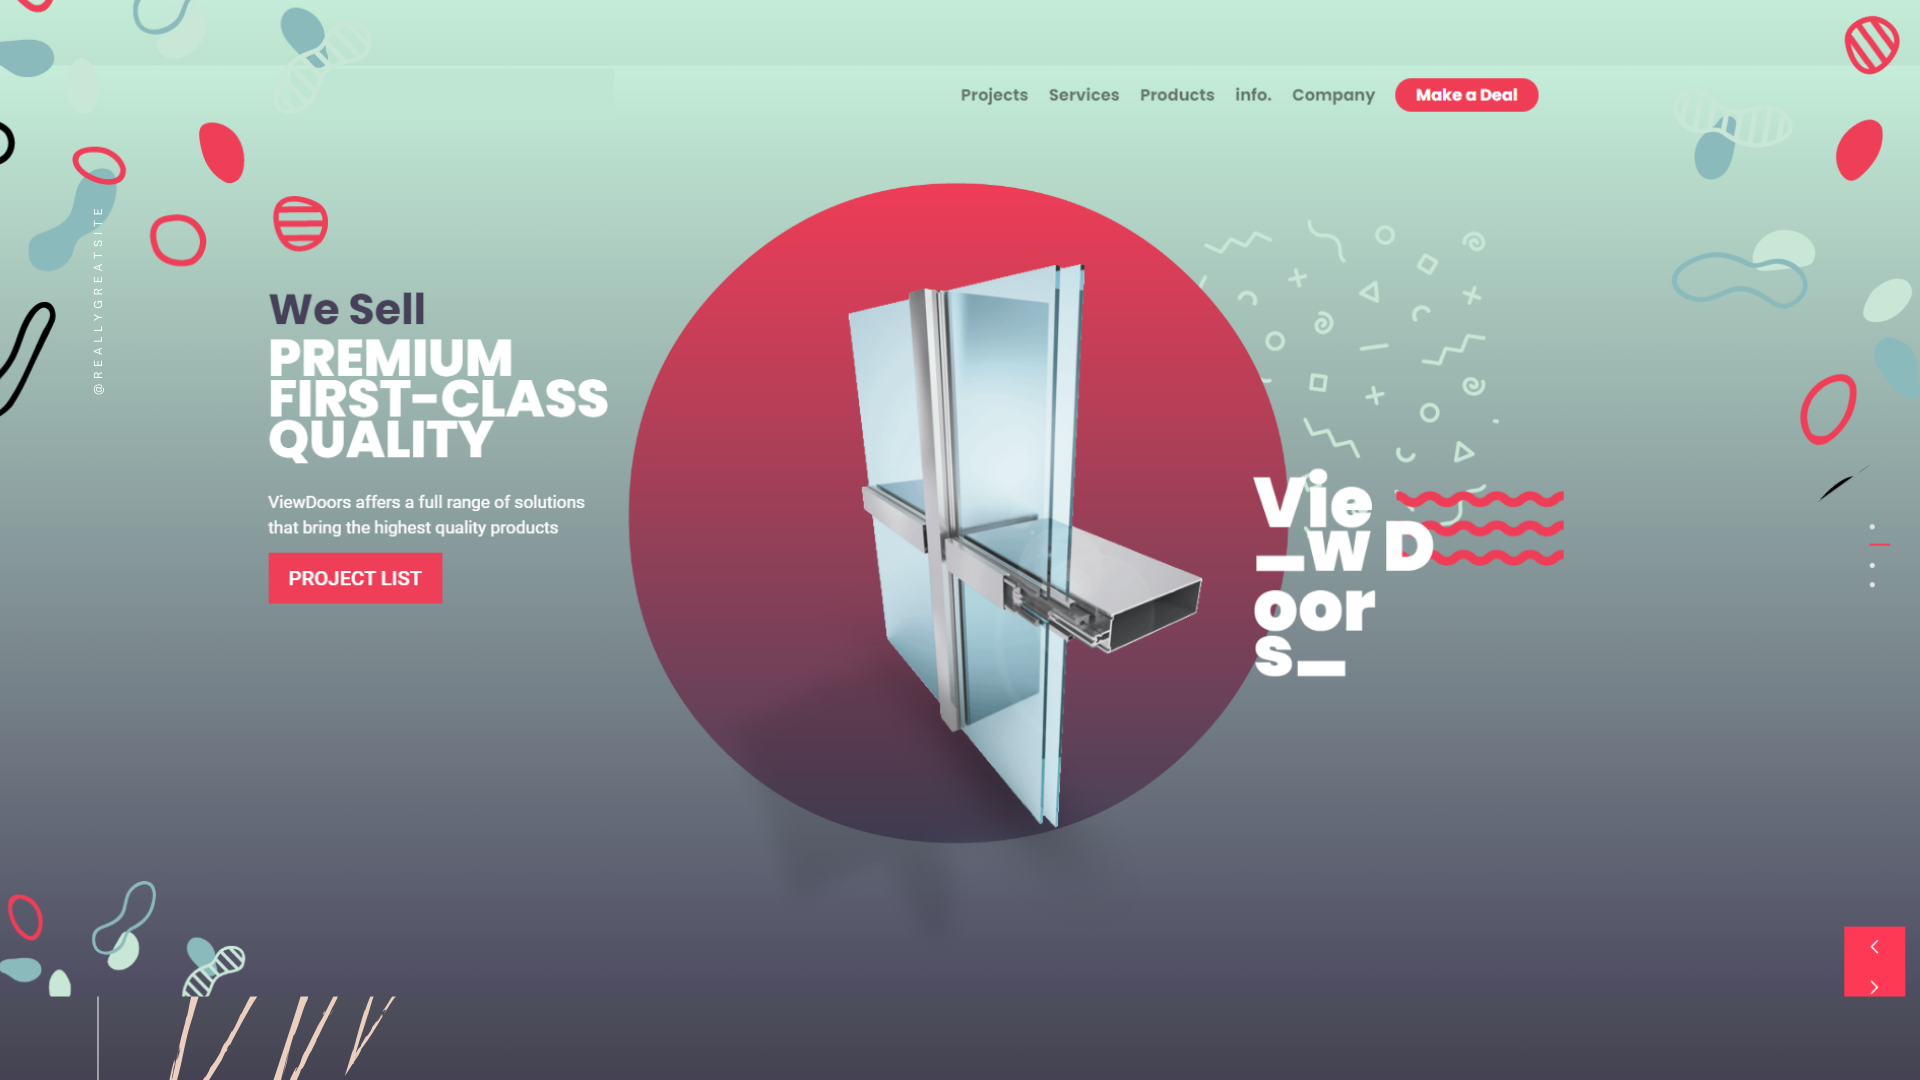 Projects Services Products info. Company Make a Deal
@REALLYGREATSITE
We Sell
PREMIUM
FIRST-CLASS
QUALITY
ViewDoors affers a full range of solutions
that bring the highest quality products
PROJECT LIST
Vie
_w D
oor
s_